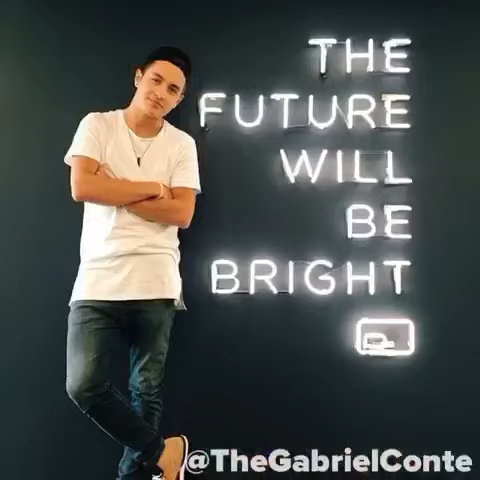 THE
FUTURE
WILL
BE
BRIGHT
@TheGabrielConte